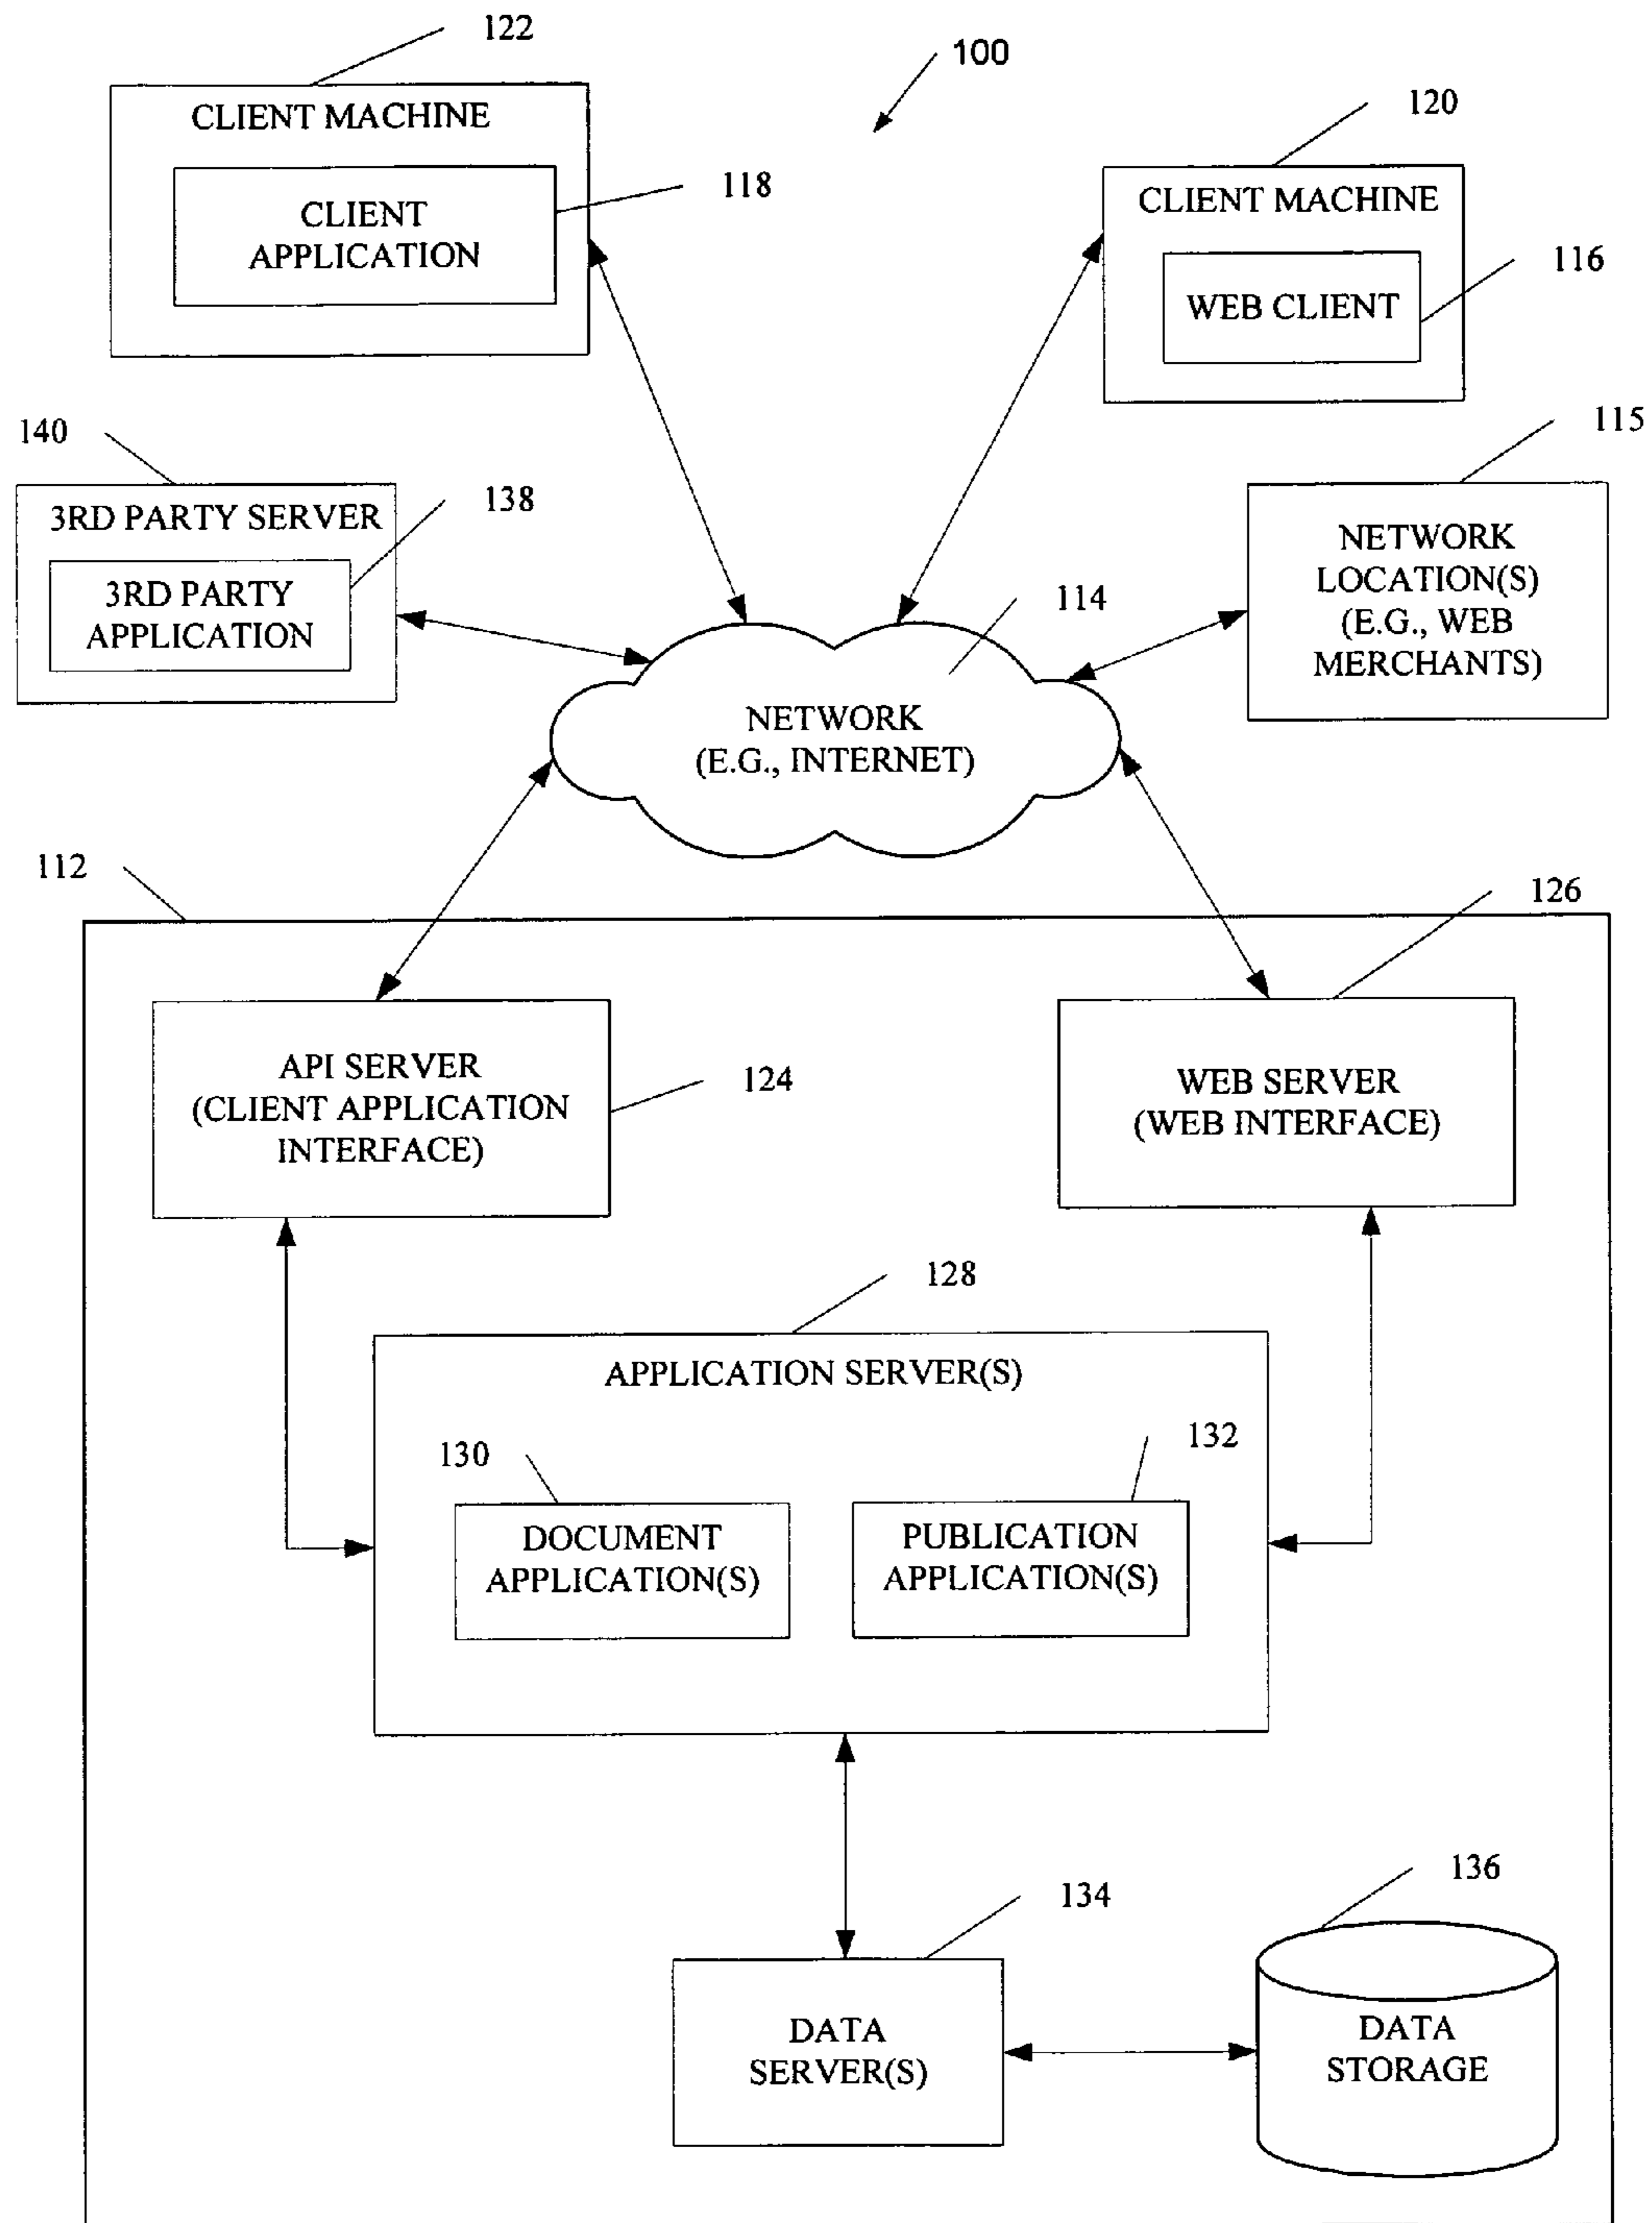 122
100
CLIENT MACHINE
120
118
CLIENT
APPLICATION
CLIENT MACHINE
116
WEB CLIENT
140
115
3RD PARTY SERVER
138
3RD PARTY
APPLICATION
NETWORK
LOCATION(S)
(E.G., WEB
MERCHANTS)
114
NETWORK
(E.G., INTERNET)
112
126
API SERVER
(CLIENT APPLICATION
INTERFACE)
124
WEB SERVER
(WEB INTERFACE)
128
APPLICATION SERVER(S)
130
132
DOCUMENT
APPLICATION(S)
PUBLICATION
APPLICATION(S)
134
136
DATA
SERVER(S)
DATA
STORAGE